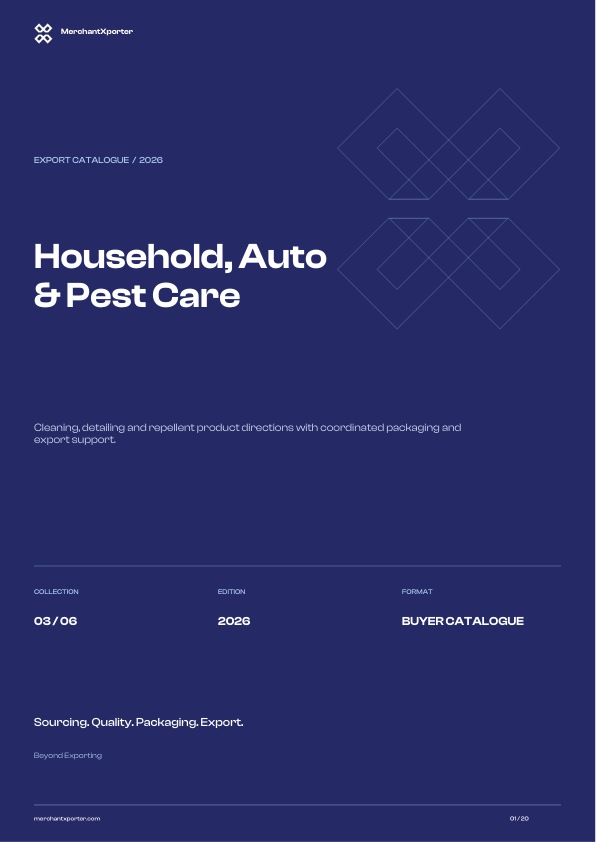 MerchantXporter
EXPORT CATALOGUE / 2026
Household, Auto
& Pest Care
Cleaning, detailing and repellent product directions with coordinated packaging and
export support.
COLLECTION
EDITION
FORMAT
03 / 06
2026
BUYER CATALOGUE
Sourcing. Quality. Packaging. Export.
Beyond Exporting
merchantxporter.com
01 / 20